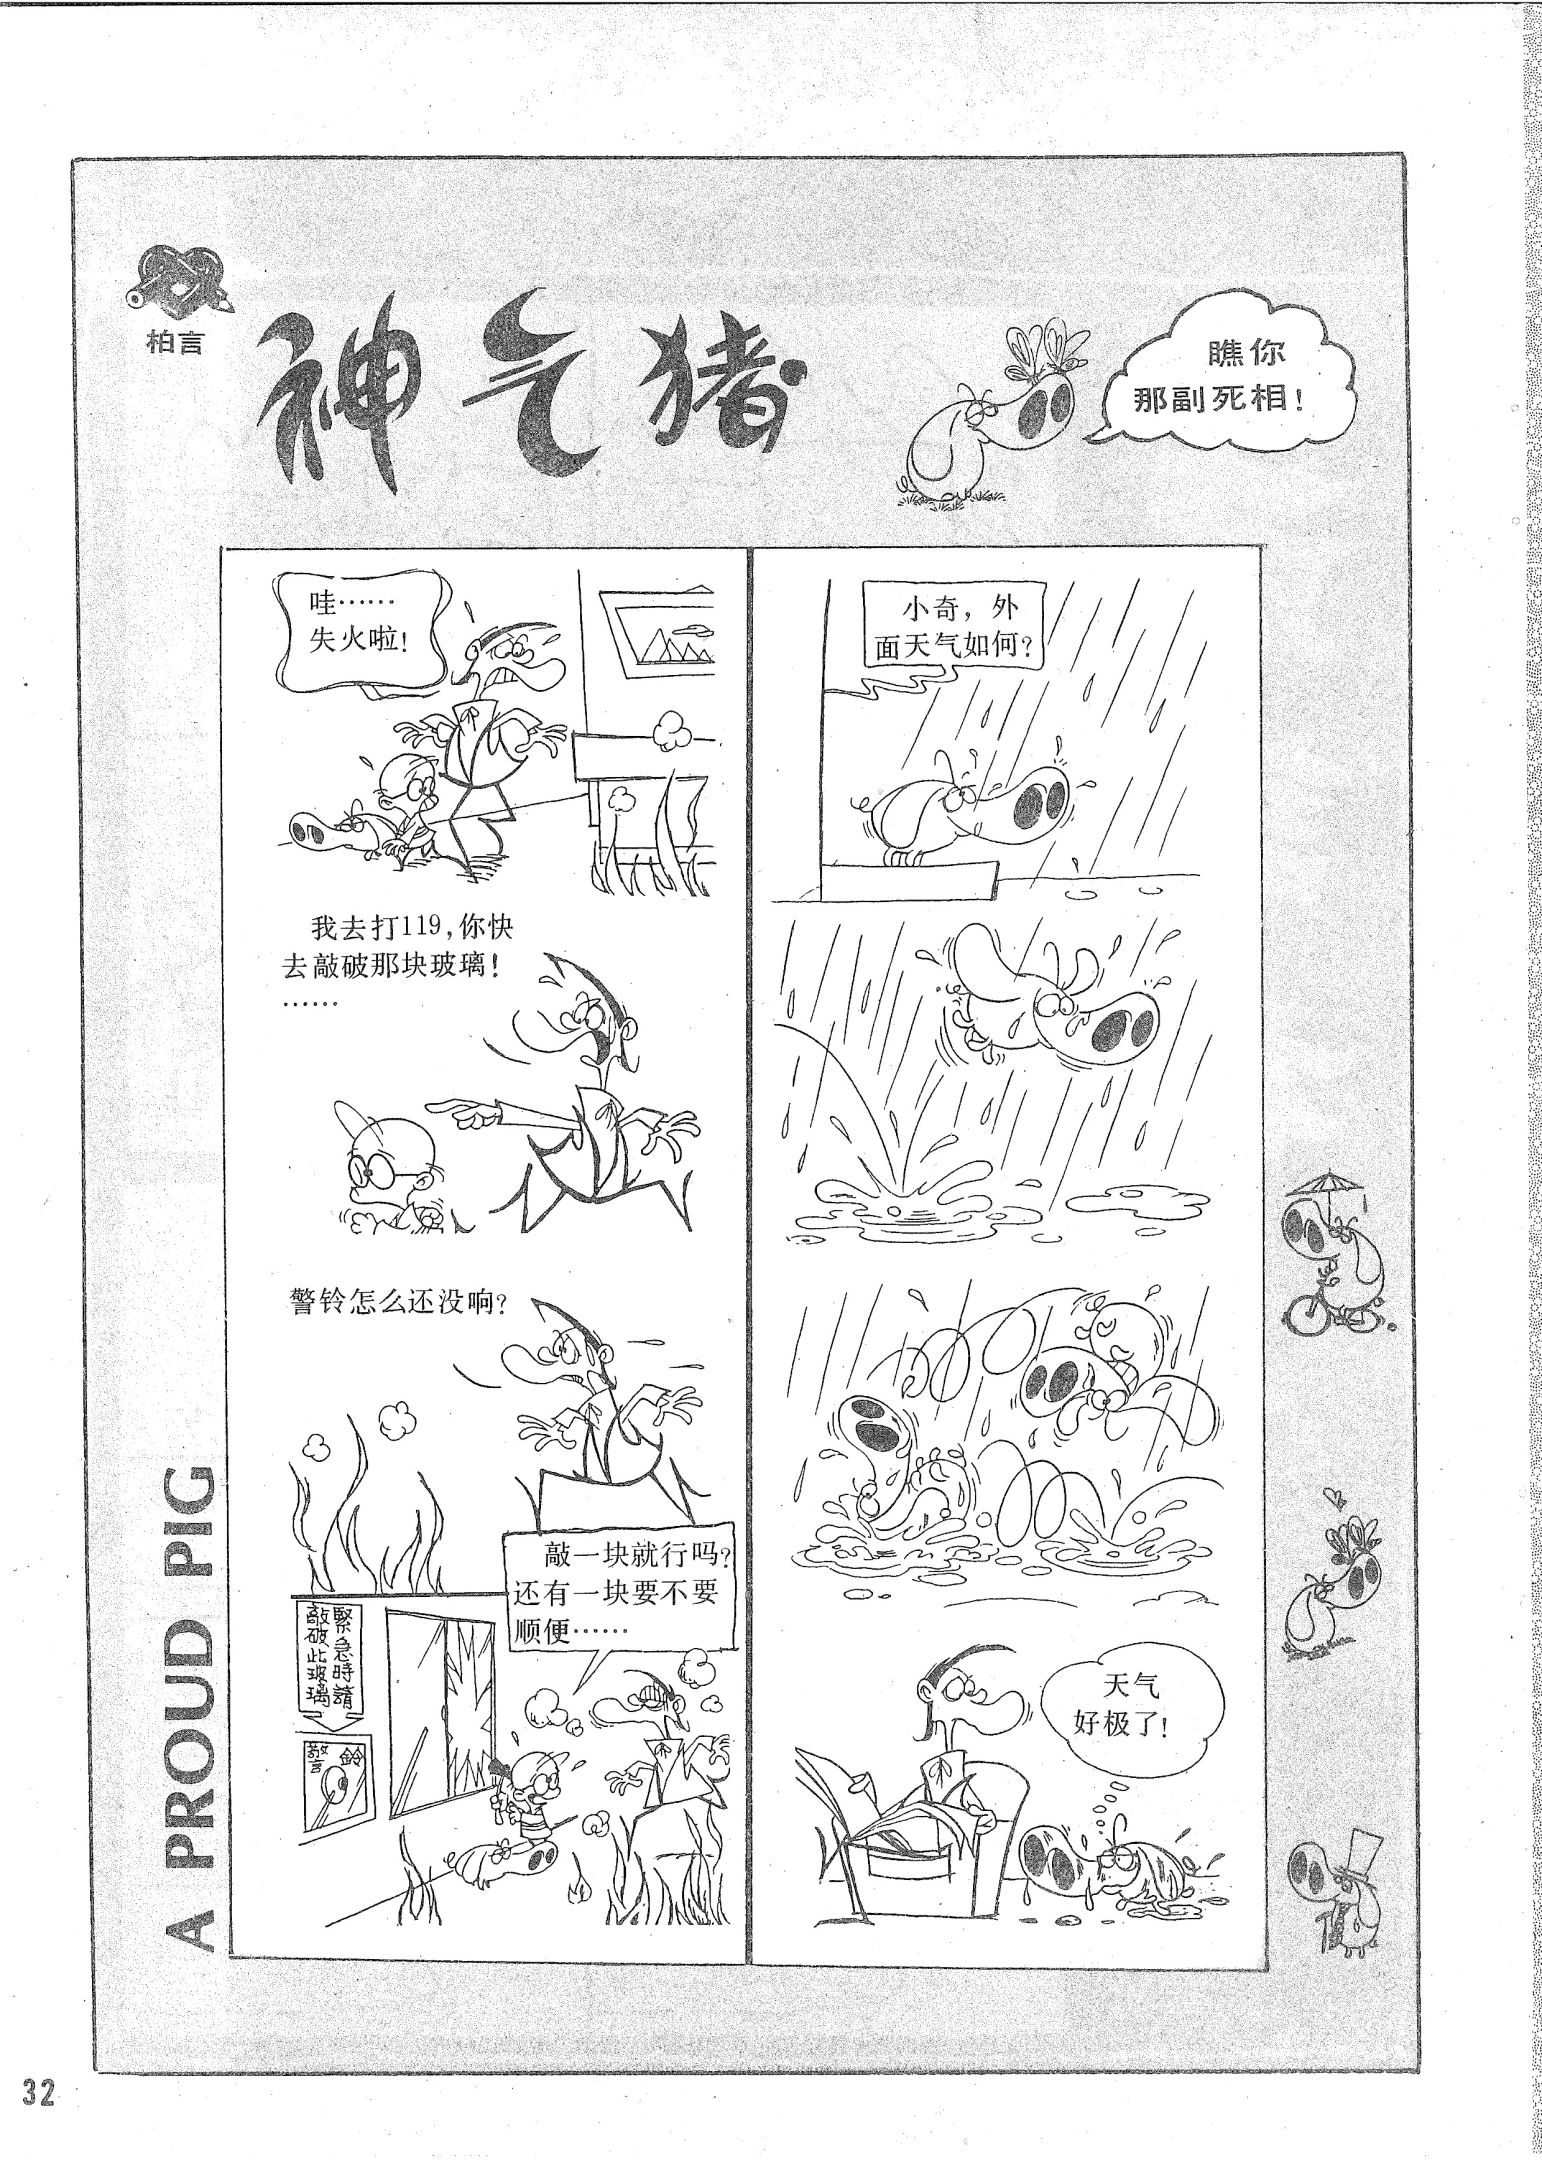 柏言
神气猪
瞧你
那副死相！
哇……
失火啦！
我去打119，你快
去敲破那块玻璃！
……
警铃怎么还没响？
敲一块就行吗？
还有一块要不要
顺便……
緊急時請
敲破此玻璃
警鈴
小奇，外
面天气如何？
天气
好极了！
A PROUD PIG
32